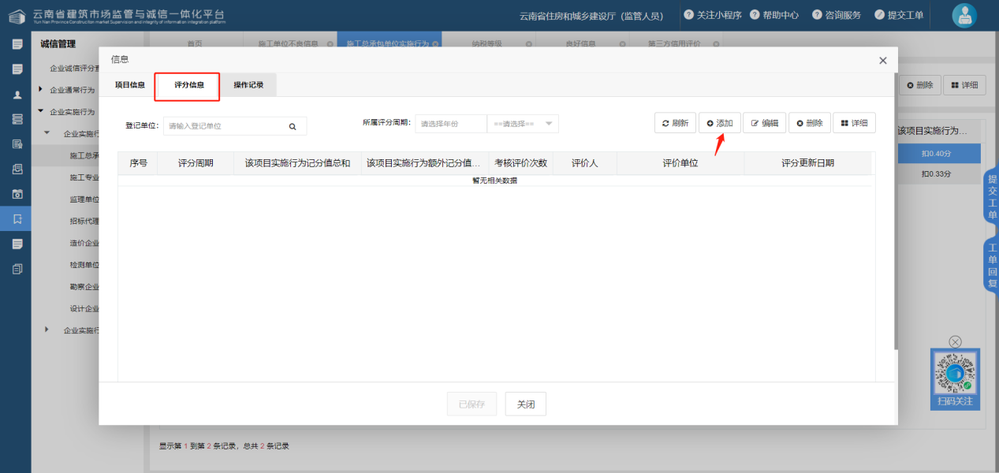 云南省建筑市场监管与诚信一体化平台
Yun Nan Province Construction market Supervision and integrity of information integration platform
云南省住房和城乡建设厅（监管人员）
关注小程序
帮助中心
咨询服务
提交工单
诚信管理
首页
施工单位不良信息
施工总承包单位实施行为
纳税等级
良好信息
第三方信用评价
企业诚信评分
企业通常行为
企业实施行为
企业实施行
施工总承
施工专业
监理单位
招标代理
造价企业
检测单位
勘察企业
设计企业
企业实施行
信息
项目信息
评分信息
操作记录
登记单位:
请输入登记单位
所属评分周期:
请选择年份
==请选择==
刷新
添加
编辑
删除
详细
序号
评分周期
该项目实施行为记分值总和
该项目实施行为额外记分值...
考核评价次数
评价人
评价单位
评分更新日期
暂无相关数据
已保存
关闭
删除
详细
该项目实施行为...
扣0.40分
扣0.33分
提交工单
工单回复
扫码关注
显示第 1 到第 2 条记录，总共 2 条记录